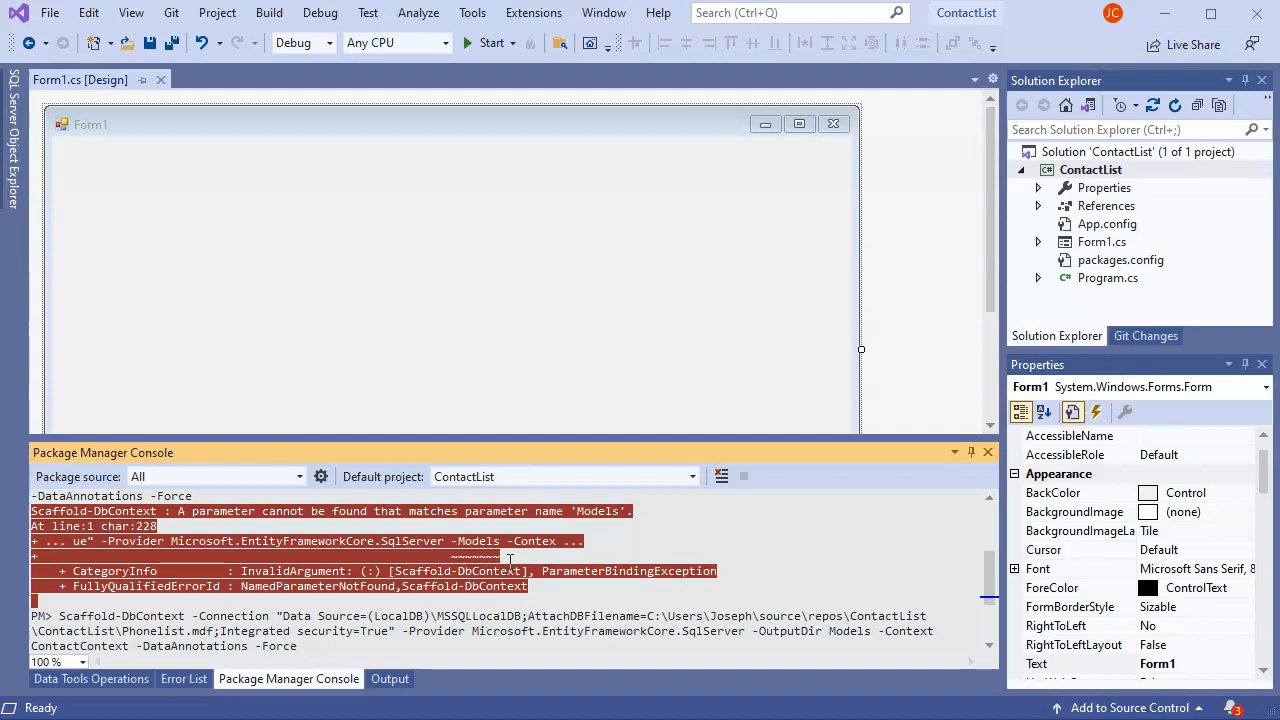 File Edit View Git Project Build Debug Test Analyze Tools Extensions Window Help Search (Ctrl+Q) ContactList JC
Debug Any CPU Start Live Share
SQL Server Object Explorer
Form1.cs [Design]
Form1
Solution Explorer
Search Solution Explorer (Ctrl+;)
Solution 'ContactList' (1 of 1 project)
ContactList
Properties
References
App.config
Form1.cs
packages.config
Program.cs
Solution Explorer Git Changes
Properties
Form1 System.Windows.Forms.Form
AccessibleName
AccessibleRole Default
Appearance
BackColor Control
BackgroundImage (none)
BackgroundImageLa Tile
Cursor Default
Font Microsoft Sans Serif, 8
ForeColor ControlText
FormBorderStyle Sizable
RightToLeft No
RightToLeftLayout False
Text Form1
Package Manager Console
Package source: All Default project: ContactList
-DataAnnotations -Force
Scaffold-DbContext : A parameter cannot be found that matches parameter name 'Models'.
At line:1 char:228
+ ... ue" -Provider Microsoft.EntityFrameworkCore.SqlServer -Models -Contex ...
+ ~~~~~~~
+ CategoryInfo : InvalidArgument: (:) [Scaffold-DbContext], ParameterBindingException
+ FullyQualifiedErrorId : NamedParameterNotFound,Scaffold-DbContext
PM> Scaffold-DbContext -Connection "Data Source=(LocalDB)\MSSQLLocalDB;AttachDBFilename=C:\Users\Joseph\source\repos\ContactList
\ContactList\Phonelist.mdf;Integrated security=True" -Provider Microsoft.EntityFrameworkCore.SqlServer -OutputDir Models -Context
ContactContext -DataAnnotations -Force
100 %
Data Tools Operations Error List Package Manager Console Output
Ready Add to Source Control 3